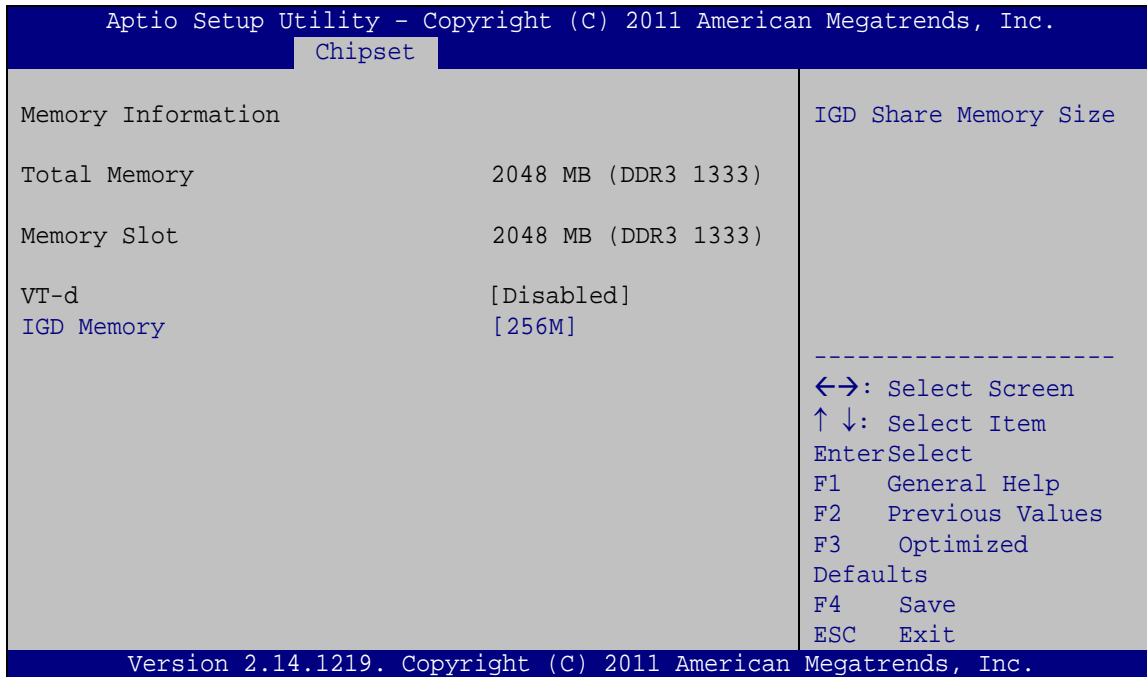 Aptio Setup Utility – Copyright (C) 2011 American Megatrends, Inc.
Chipset
Memory Information
Total Memory 2048 MB (DDR3 1333)
Memory Slot 2048 MB (DDR3 1333)
VT-d [Disabled]
IGD Memory [256M]
IGD Share Memory Size
---------------------
←→: Select Screen
↑ ↓: Select Item
EnterSelect
F1 General Help
F2 Previous Values
F3 Optimized
Defaults
F4 Save
ESC Exit
Version 2.14.1219. Copyright (C) 2011 American Megatrends, Inc.